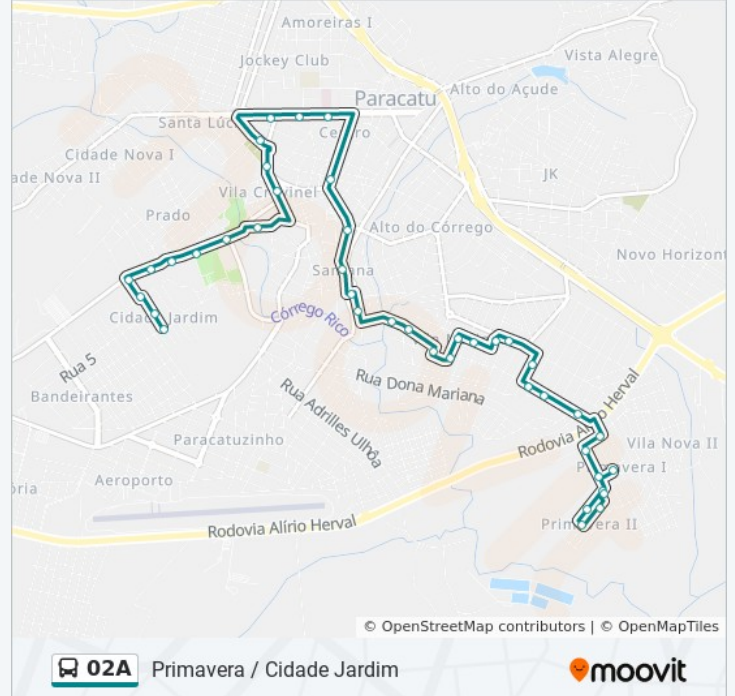 Amoreiras I
Vista Alegre
Jockey Club
Alto do Açude
Paracatu
Santa Lúc
Centro
Cidade Nova I
JK
ade Nova II
Vila Cr vinel
Prado
Alto do Córrego
Novo Horizont
Santana
Córrego Rico
Cidade Jardim
Rua 5
Rua Dona Mariana
Bandeirantes
Rua Adrilles Ulhôa
Paracatuzinho
Rodovia Alírio Herval
Vila Nova II
Primavera I
Aeroporto
ória
Rodovia Alírio Herval
Primavera II
© OpenStreetMap contributors | © OpenMapTiles
02A Primavera / Cidade Jardim
moovit